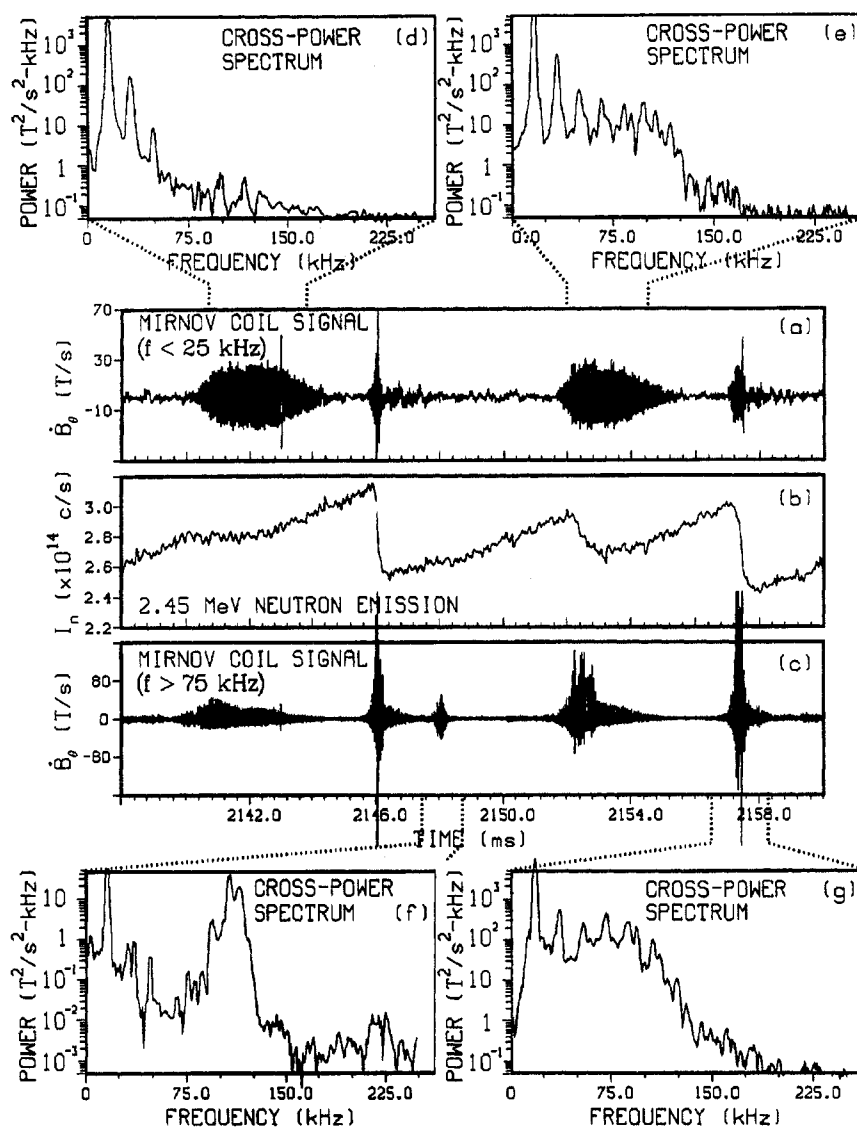 CROSS-POWER (d)
SPECTRUM
POWER (T²/s²-kHz)
10³
10²
10¹
1
10⁻¹
0 75.0 150.0 225.0
FREQUENCY (kHz)
CROSS-POWER (e)
SPECTRUM
POWER (T²/s²-kHz)
10³
10²
10¹
1
10⁻¹
0. 75.0 150.0 225.0
FREQUENCY (kHz)
MIRNOV COIL SIGNAL (a)
(f < 25 kHz)
Ḃθ (T/s)
70
30
-10
(b)
Iₙ (x10¹⁴ c/s)
3.0
2.8
2.6
2.4
2.2
2.45 MeV NEUTRON EMISSION
MIRNOV COIL SIGNAL (c)
(f > 75 kHz)
Ḃθ (T/s)
80
0
-80
2142.0 2146.0 2150.0 2154.0 2158.0
TIME (ms)
CROSS-POWER
SPECTRUM (f)
POWER (T²/s²-kHz)
10¹
1
10⁻¹
10⁻²
10⁻³
0 75.0 150.0 225.0
FREQUENCY (kHz)
CROSS-POWER (g)
SPECTRUM
POWER (T²/s²-kHz)
10³
10²
10¹
1
10⁻¹
0 75.0 150.0 225.0
FREQUENCY (kHz)